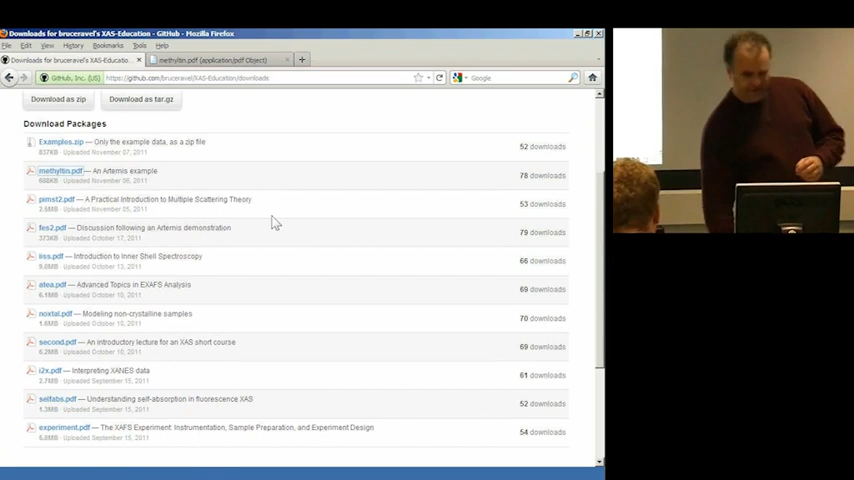 Downloads for bruceravel's XAS-Education - GitHub - Mozilla Firefox
File Edit View History Bookmarks Tools Help
Downloads for bruceravel's XAS-Educatio... × methyltin.pdf (application/pdf Object) × +
GitHub, Inc. (US) https://github.com/bruceravel/XAS-Education/downloads Google
Download as zip Download as tar.gz
Download Packages
Examples.zip — Only the example data, as a zip file 52 downloads
837KB · Uploaded November 07, 2011
methyltin.pdf — An Artemis example 78 downloads
688KB · Uploaded November 06, 2011
pimst2.pdf — A Practical Introduction to Multiple Scattering Theory 53 downloads
2.8MB · Uploaded November 05, 2011
fes2.pdf — Discussion following an Artemis demonstration 79 downloads
373KB · Uploaded October 17, 2011
iiss.pdf — Introduction to Inner Shell Spectroscopy 66 downloads
9.8MB · Uploaded October 13, 2011
atea.pdf — Advanced Topics in EXAFS Analysis 69 downloads
6.1MB · Uploaded October 10, 2011
noxtal.pdf — Modeling non-crystalline samples 70 downloads
1.6MB · Uploaded October 10, 2011
second.pdf — An introductory lecture for an XAS short course 69 downloads
6.2MB · Uploaded October 10, 2011
i2x.pdf — Interpreting XANES data 61 downloads
2.7MB · Uploaded September 15, 2011
selfabs.pdf — Understanding self-absorption in fluorescence XAS 52 downloads
1.3MB · Uploaded September 15, 2011
experiment.pdf — The XAFS Experiment: Instrumentation, Sample Preparation, and Experiment Design 54 downloads
6.8MB · Uploaded September 15, 2011